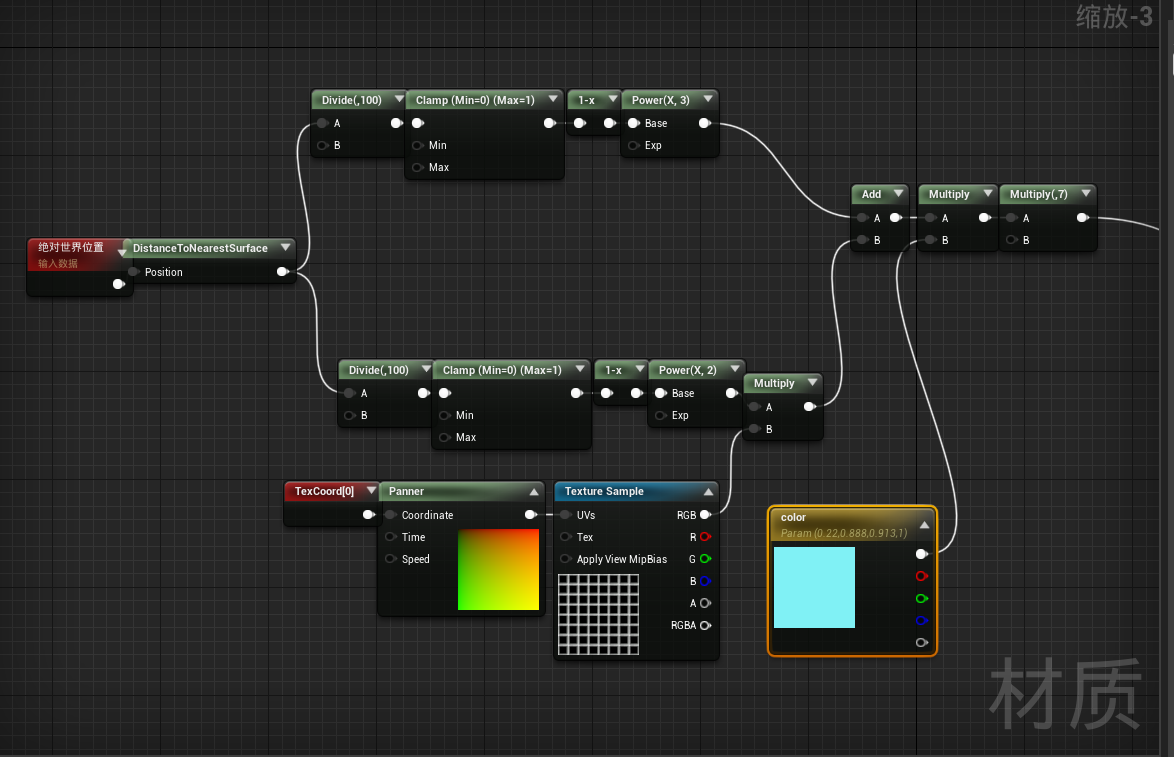 缩放-3
Divide(,100)
A
B
Clamp (Min=0) (Max=1)
Min
Max
1-x
Power(X, 3)
Base
Exp
Add
A
B
Multiply
A
B
Multiply(,7)
A
B
绝对世界位置
输入数据
DistanceToNearestSurface
Position
Divide(,100)
A
B
Clamp (Min=0) (Max=1)
Min
Max
1-x
Power(X, 2)
Base
Exp
Multiply
A
B
TexCoord[0]
Panner
Coordinate
Time
Speed
Texture Sample
UVs
RGB
Tex
R
Apply View MipBias
G
B
A
RGBA
color
Param (0.22,0.888,0.913,1)
材质